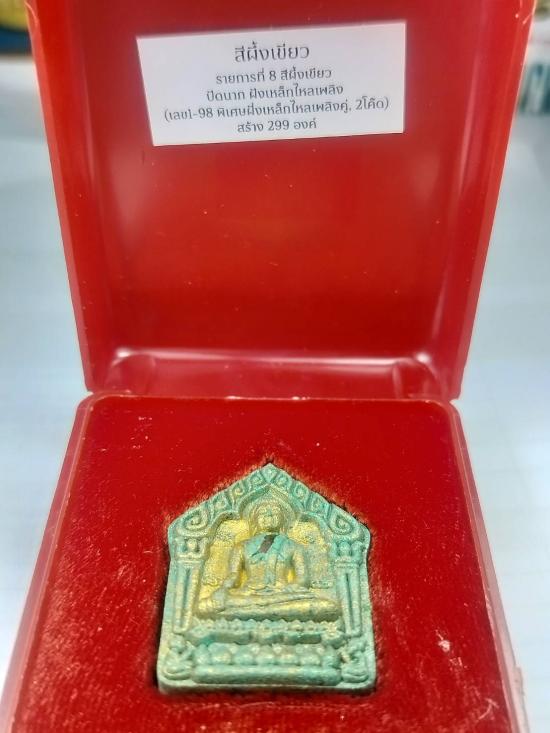 สีผึ้งเขียว
รายการที่ 8 สีผึ้งเขียว
ปิดนาก ฝังเหล็กไหลเพลิง
(เลข1-98 พิเศษฝังเหล็กไหลเพลิงคู่, 2โค๊ด)
สร้าง 299 องค์